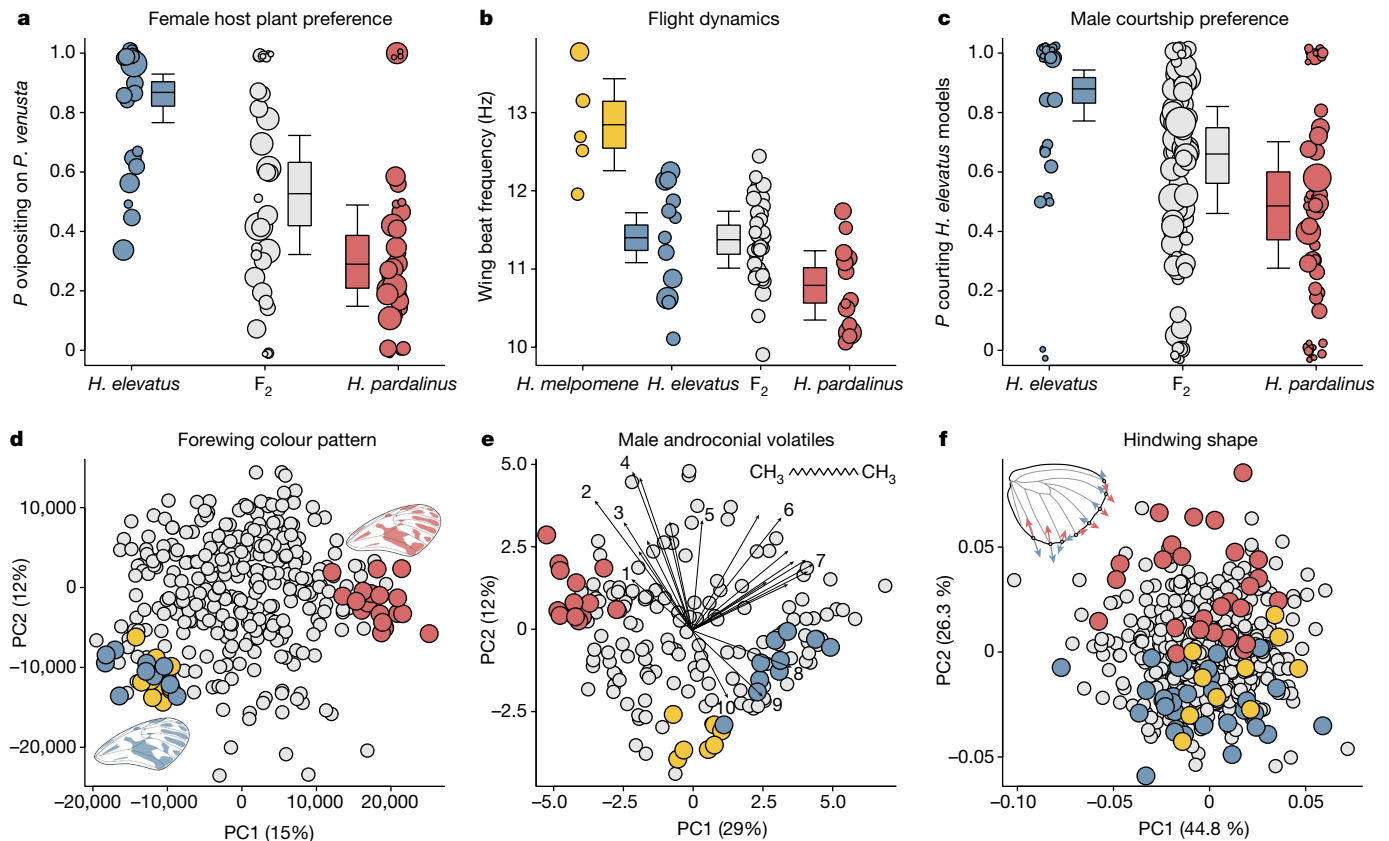 a Female host plant preference
P ovipositing on P. venusta
1.0
0.8
0.6
0.4
0.2
0
H. elevatus F2 H. pardalinus
b Flight dynamics
Wing beat frequency (Hz)
13
12
11
10
H. melpomene H. elevatus F2 H. pardalinus
c Male courtship preference
P courting H. elevatus models
1.0
0.8
0.6
0.4
0.2
0
H. elevatus F2 H. pardalinus
d Forewing colour pattern
PC2 (12%)
10,000
0
−10,000
−20,000
−20,000 −10,000 0 10,000 20,000
PC1 (15%)
e Male androconial volatiles
CH3 CH3
PC2 (12%)
5.0
2.5
0
−2.5
4
2
3
5
6
7
1
8
10
9
−5.0 −2.5 0 2.5 5.0
PC1 (29%)
f Hindwing shape
PC2 (26.3 %)
0.05
0
−0.05
−0.10 −0.05 0 0.05
PC1 (44.8 %)